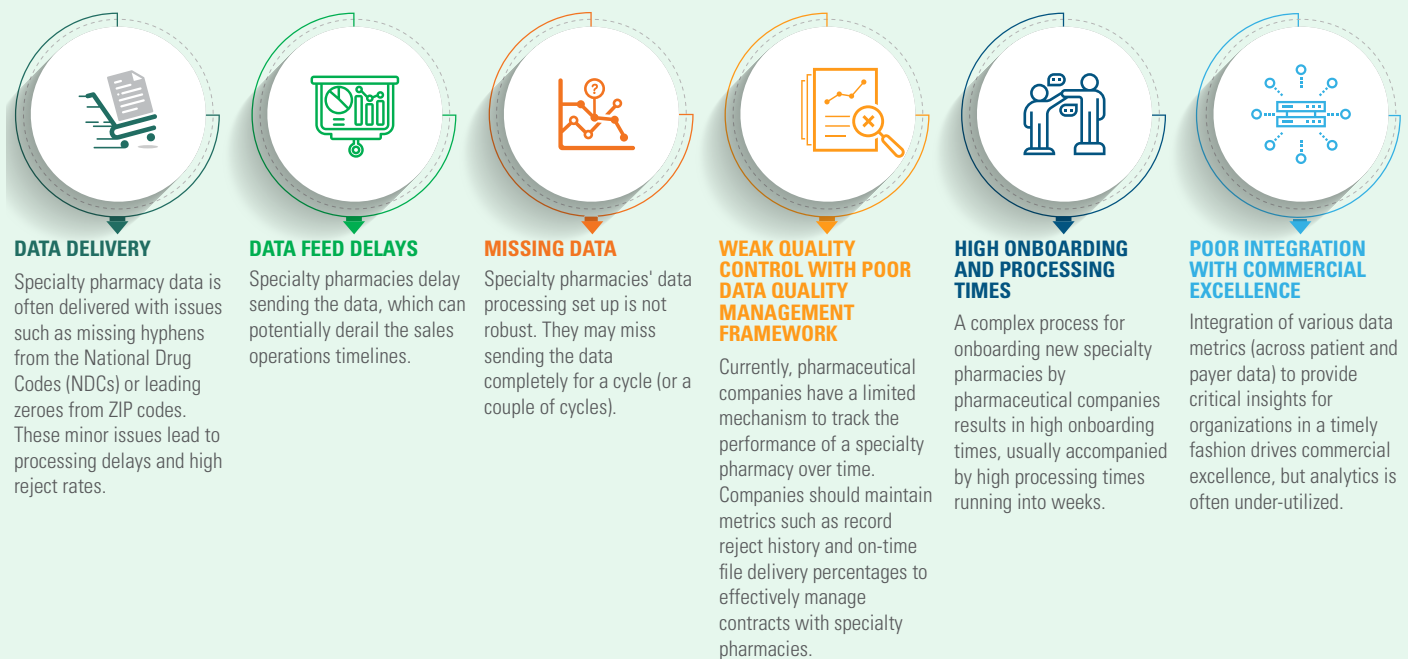 DATA DELIVERY
Specialty pharmacy data is
often delivered with issues
such as missing hyphens
from the National Drug
Codes (NDCs) or leading
zeroes from ZIP codes.
These minor issues lead to
processing delays and high
reject rates.
DATA FEED DELAYS
Specialty pharmacies delay
sending the data, which can
potentially derail the sales
operations timelines.
?
MISSING DATA
Specialty pharmacies' data
processing set up is not
robust. They may miss
sending the data
completely for a cycle (or a
couple of cycles).
WEAK QUALITY
CONTROL WITH POOR
DATA QUALITY
MANAGEMENT
FRAMEWORK
Currently, pharmaceutical
companies have a limited
mechanism to track the
performance of a specialty
pharmacy over time.
Companies should maintain
metrics such as record
reject history and on-time
file delivery percentages to
effectively manage
contracts with specialty
pharmacies.
HIGH ONBOARDING
AND PROCESSING
TIMES
A complex process for
onboarding new specialty
pharmacies by
pharmaceutical companies
results in high onboarding
times, usually accompanied
by high processing times
running into weeks.
POOR INTEGRATION
WITH COMMERCIAL
EXCELLENCE
Integration of various data
metrics (across patient and
payer data) to provide
critical insights for
organizations in a timely
fashion drives commercial
excellence, but analytics is
often under-utilized.